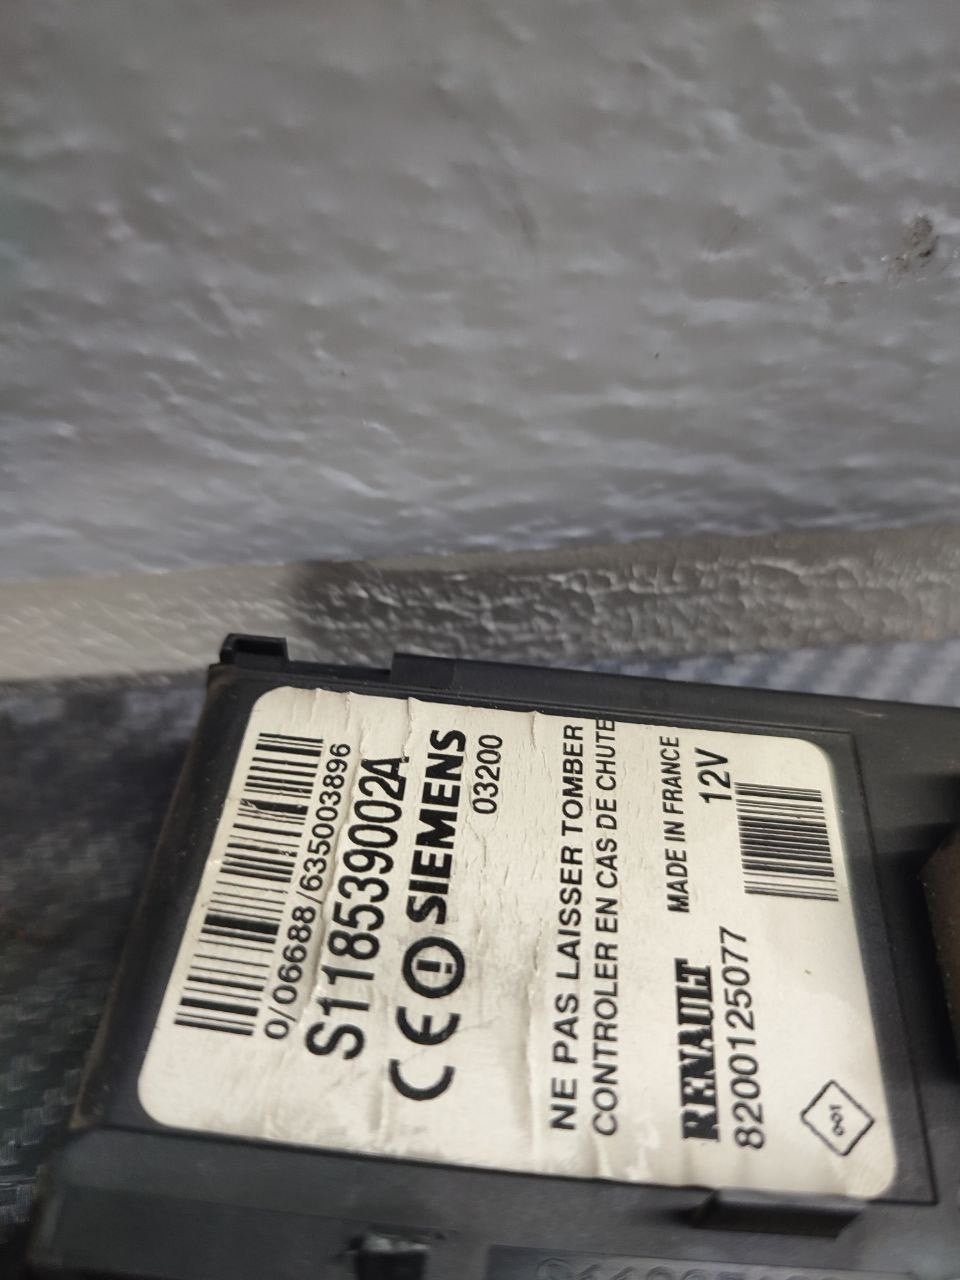 0/06688/635003896
S118539002A
CE SIEMENS
03200
NE PAS LAISSER TOMBER
CONTROLER EN CAS DE CHUTE
MADE IN FRANCE
RENAULT
12V
8200125077
001